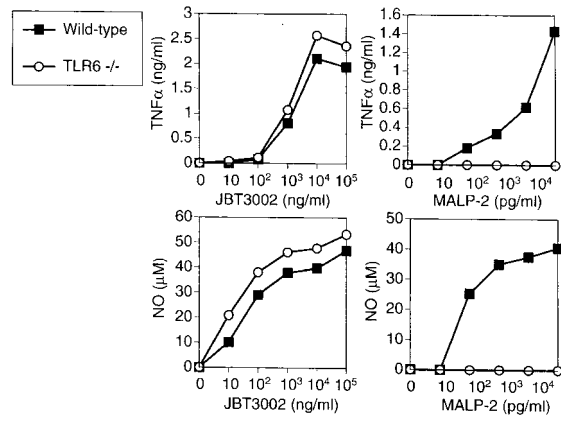 Wild-type
TLR6 -/-
TNFα (ng/ml)
3
2.5
2
1.5
1
0.5
0
0 10 10² 10³ 10⁴ 10⁵
JBT3002 (ng/ml)
TNFα (ng/ml)
1.6
1.4
1.2
1
0.8
0.6
0.4
0.2
0
0 10 10² 10³ 10⁴
MALP-2 (pg/ml)
NO (μM)
60
50
40
30
20
10
0
0 10 10² 10³ 10⁴ 10⁵
JBT3002 (ng/ml)
NO (μM)
50
40
30
20
10
0
0 10 10² 10³ 10⁴
MALP-2 (pg/ml)